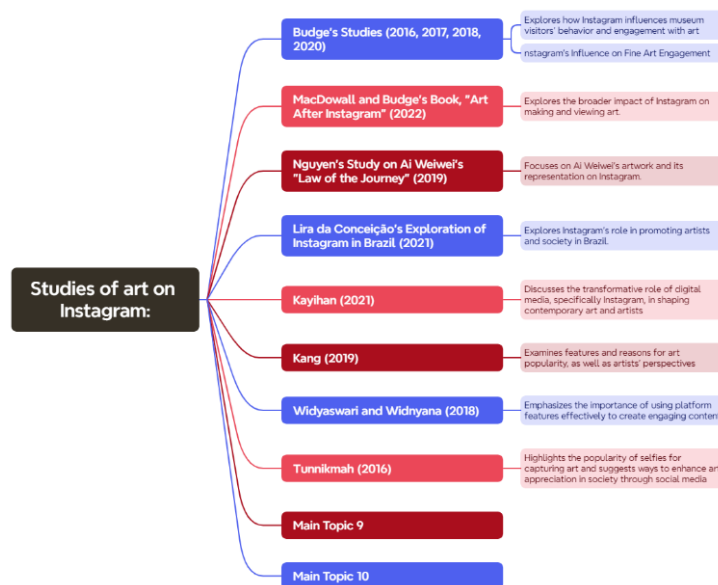 Studies of art on
Instagram:
Budge's Studies (2016, 2017, 2018,
2020)
Explores how Instagram influences museum
visitors' behavior and engagement with art
nstagram's Influence on Fine Art Engagement
MacDowall and Budge's Book, "Art
After Instagram" (2022)
Explores the broader impact of Instagram on
making and viewing art.
Nguyen's Study on Ai Weiwei's
"Law of the Journey" (2019)
Focuses on Ai Weiwei's artwork and its
representation on Instagram.
Lira da Conceição's Exploration of
Instagram in Brazil (2021)
Explores Instagram's role in promoting artists
and society in Brazil.
Kayihan (2021)
Discusses the transformative role of digital
media, specifically Instagram, in shaping
contemporary art and artists
Kang (2019)
Examines features and reasons for art
popularity, as well as artists' perspectives
Widyaswari and Widnyana (2018)
Emphasizes the importance of using platform
features effectively to create engaging content
Tunnikmah (2016)
Highlights the popularity of selfies for
capturing art and suggests ways to enhance art
appreciation in society through social media
Main Topic 9
Main Topic 10